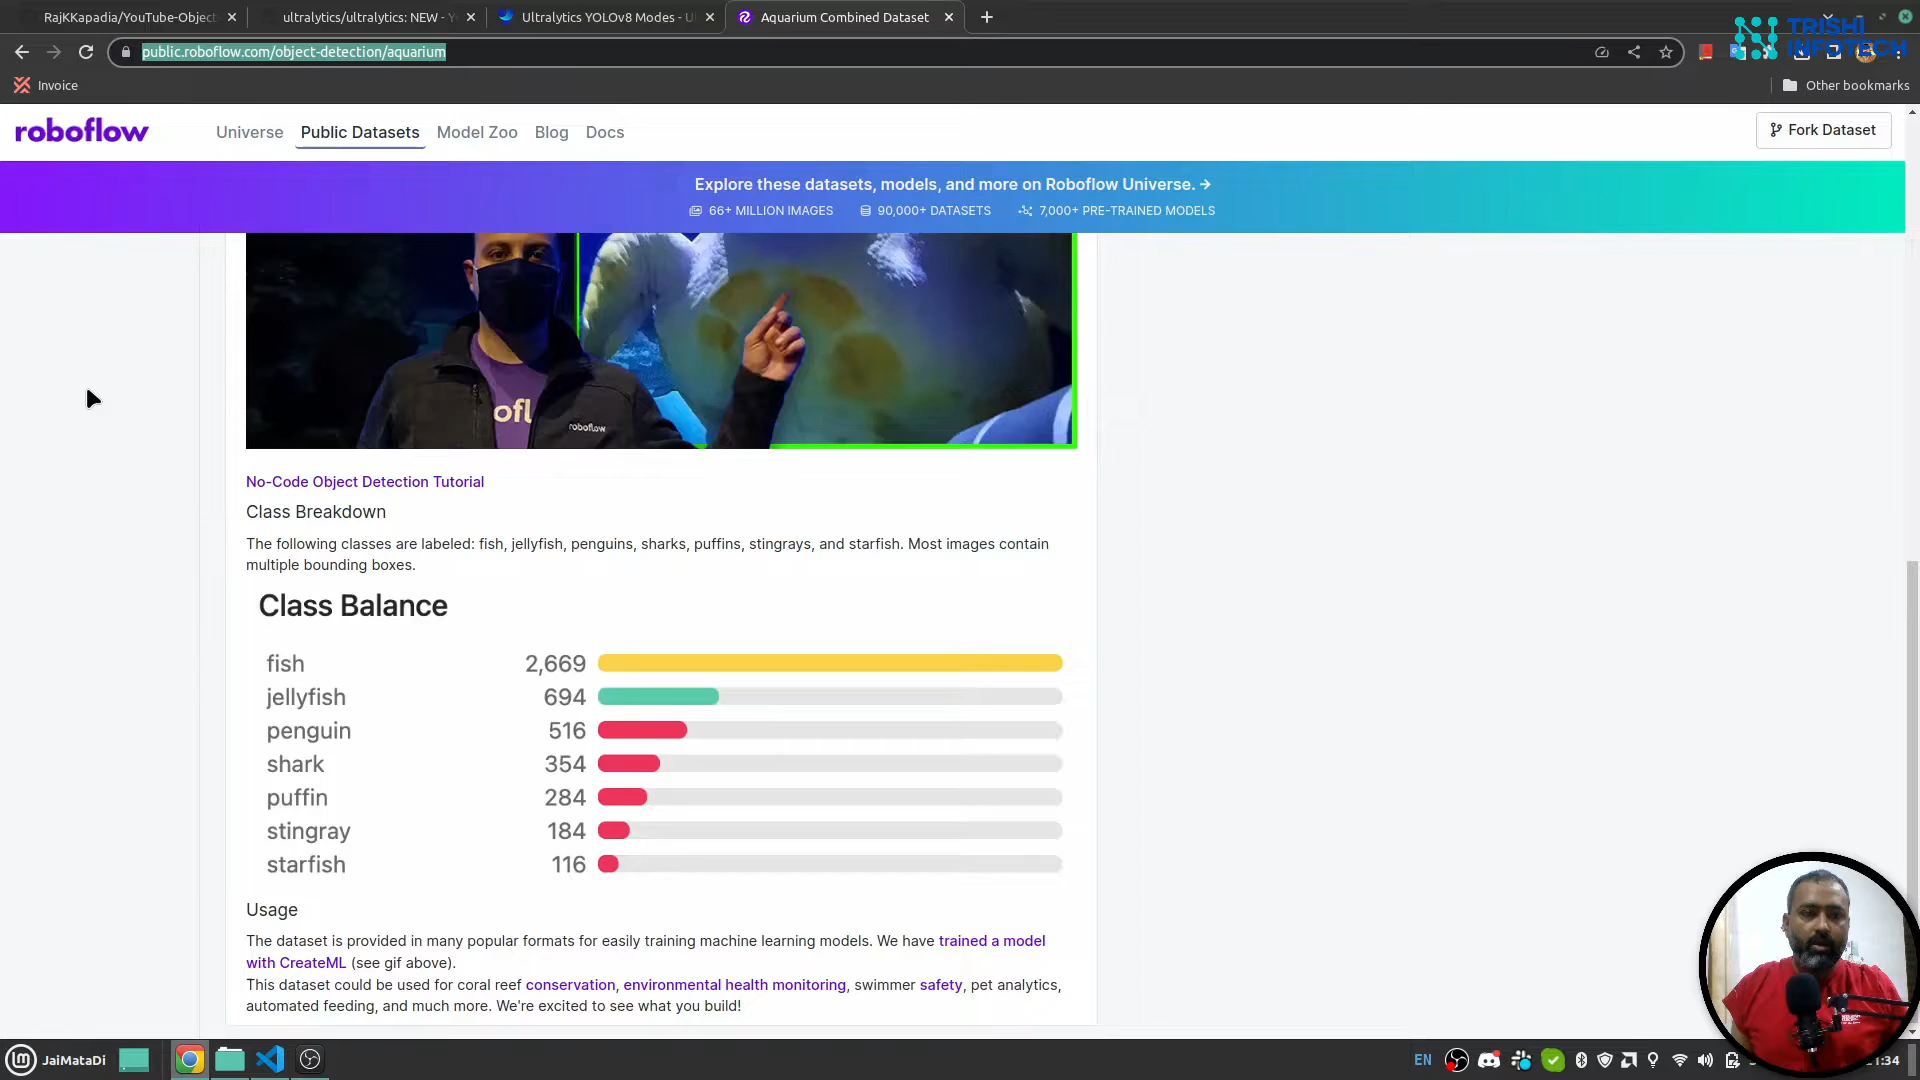 RajKKapadia/YouTube-Object
ultralytics/ultralytics: NEW - Y
Ultralytics YOLOv8 Modes - Ul
Aquarium Combined Dataset
public.roboflow.com/object-detection/aquarium
TRISHI
INFOTECH
Invoice
Other bookmarks
roboflow
Universe
Public Datasets
Model Zoo
Blog
Docs
Fork Dataset
Explore these datasets, models, and more on Roboflow Universe. →
66+ MILLION IMAGES
90,000+ DATASETS
7,000+ PRE-TRAINED MODELS
ofl
roboflow
No-Code Object Detection Tutorial
Class Breakdown
The following classes are labeled: fish, jellyfish, penguins, sharks, puffins, stingrays, and starfish. Most images contain
multiple bounding boxes.
Class Balance
fish 2,669
jellyfish 694
penguin 516
shark 354
puffin 284
stingray 184
starfish 116
Usage
The dataset is provided in many popular formats for easily training machine learning models. We have trained a model
with CreateML (see gif above).
This dataset could be used for coral reef conservation, environmental health monitoring, swimmer safety, pet analytics,
automated feeding, and much more. We're excited to see what you build!
JaiMataDi
EN
:34